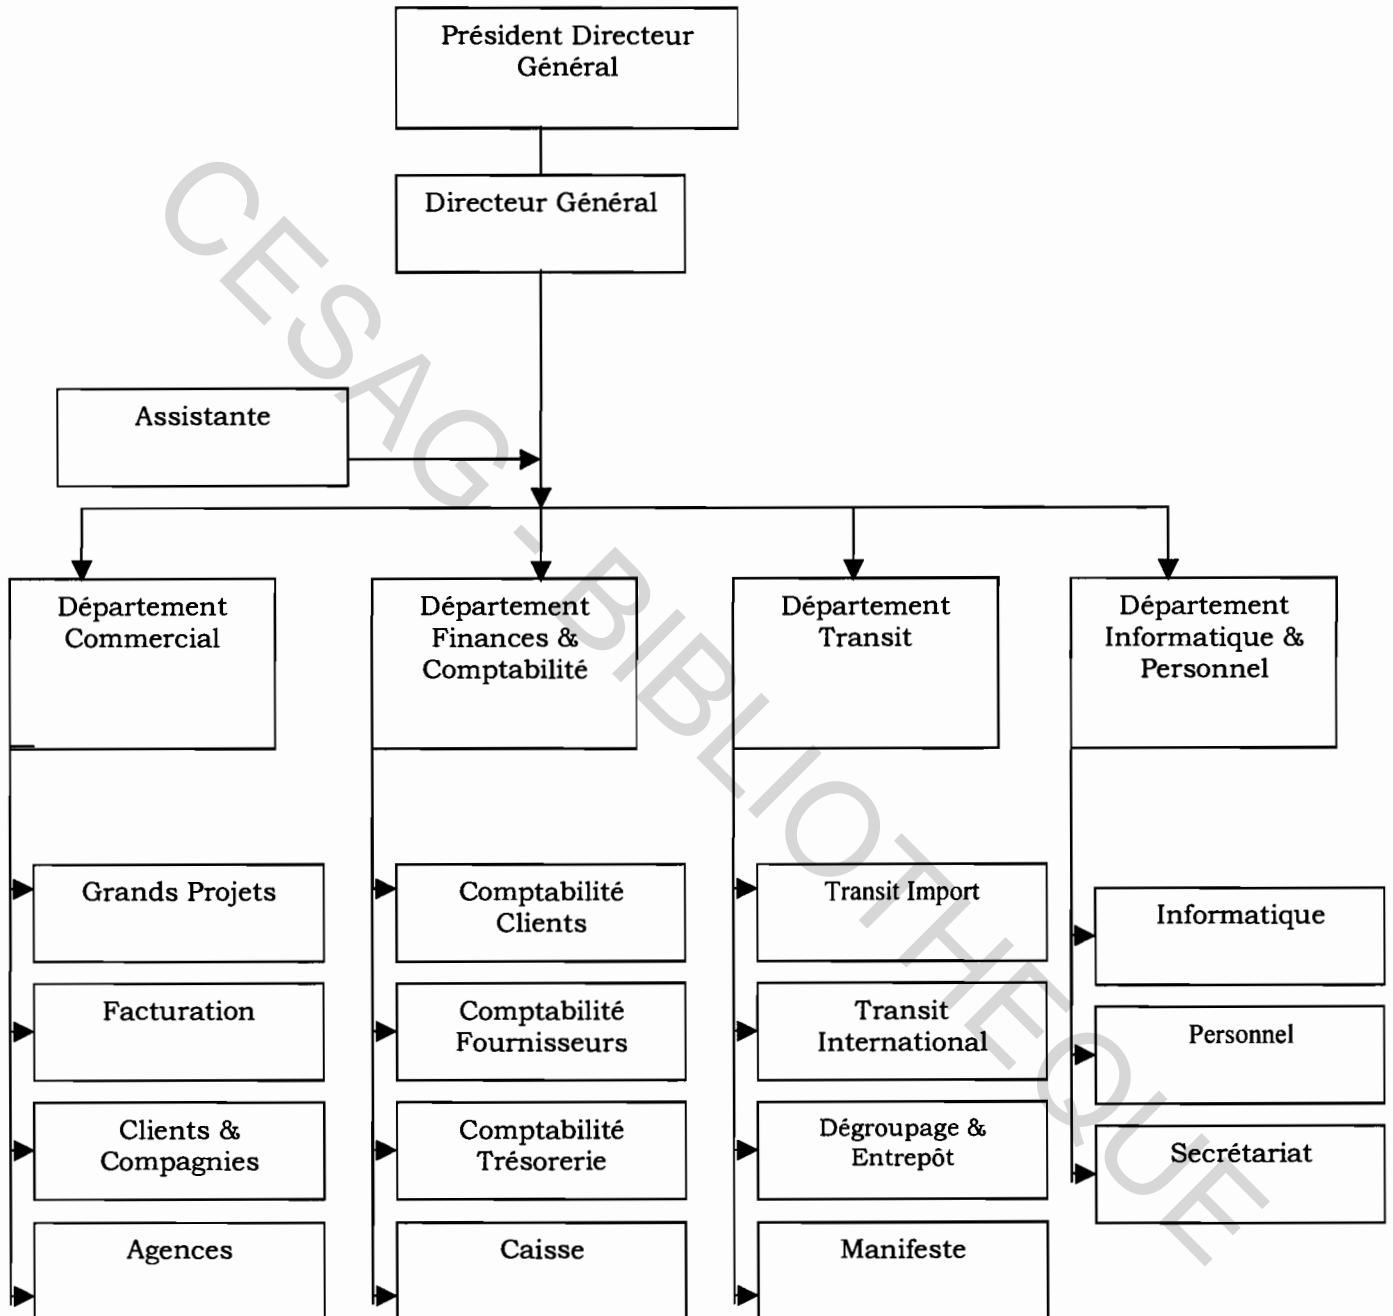 Président Directeur
Général
Directeur Général
Assistante
Département
Commercial
Département
Finances &
Comptabilité
Département
Transit
Département
Informatique &
Personnel
Grands Projets
Facturation
Clients &
Compagnies
Agences
Comptabilité
Clients
Comptabilité
Fournisseurs
Comptabilité
Trésorerie
Caisse
Transit Import
Transit
International
Dégroupage &
Entrepôt
Manifeste
Informatique
Personnel
Secrétariat
CESAG - BIBLIOTHEQUE